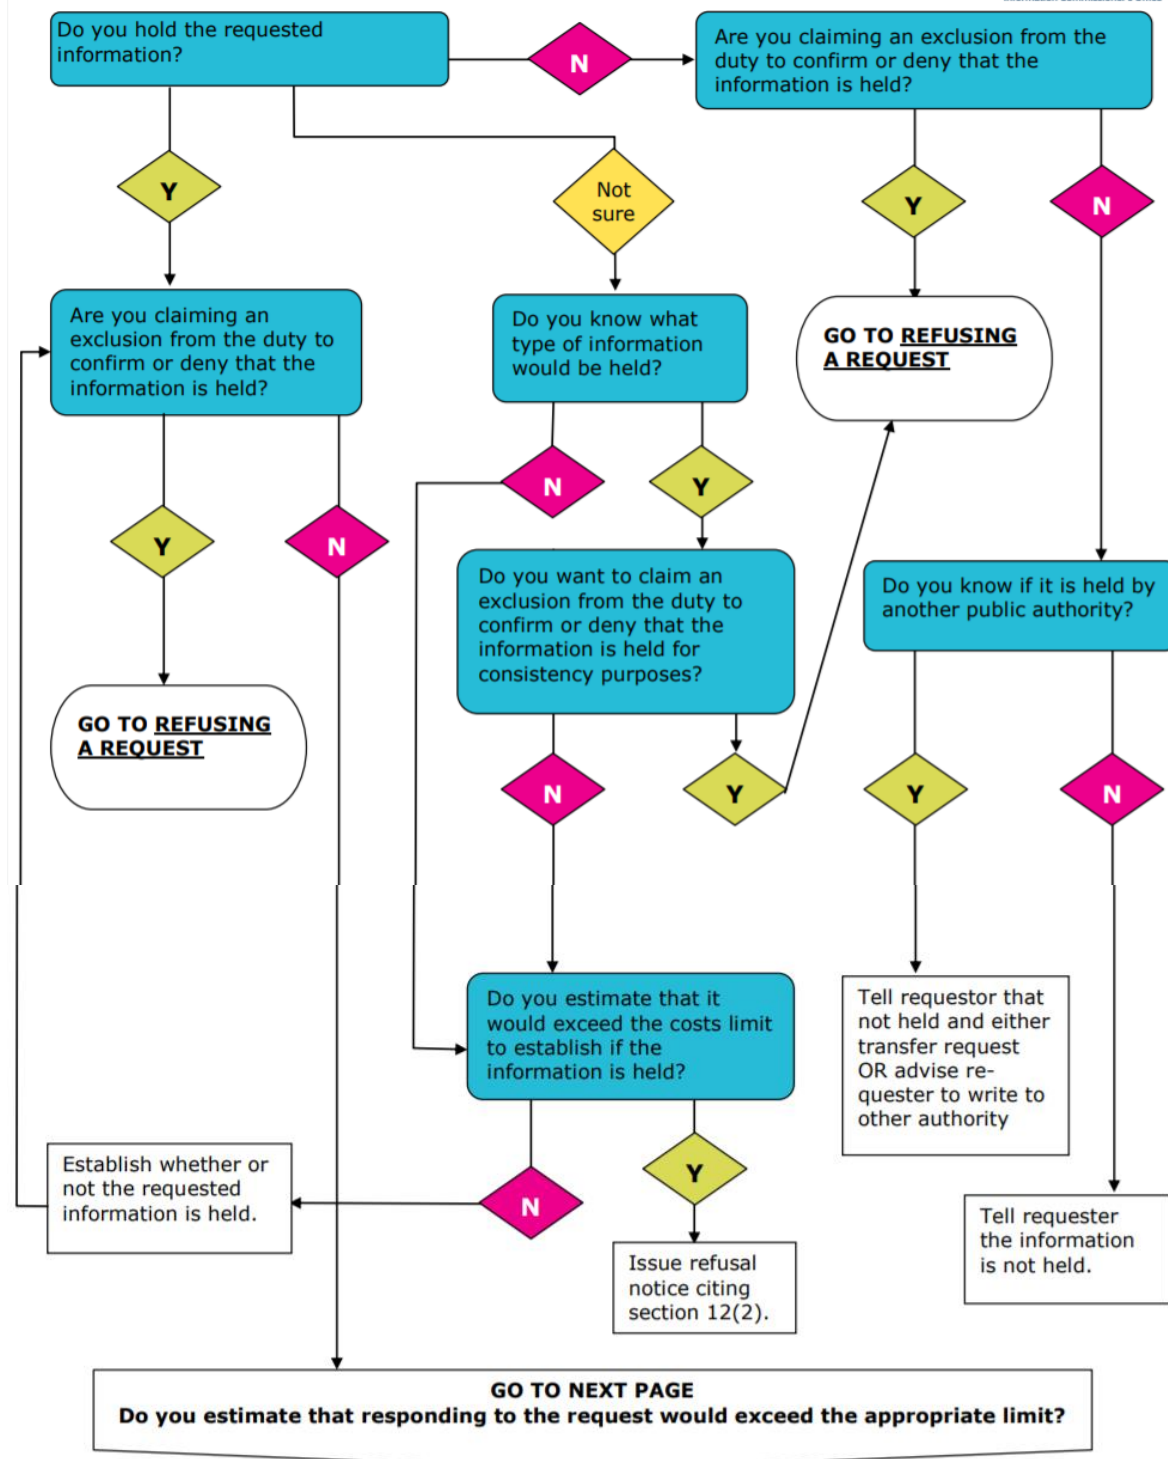 Do you hold the requested
information?
N
Are you claiming an exclusion from the
duty to confirm or deny that the
information is held?
Y
Not
sure
Y
N
Are you claiming an
exclusion from the duty to
confirm or deny that the
information is held?
Do you know what
type of information
would be held?
GO TO REFUSING
A REQUEST
N
Y
Y
N
Do you want to claim an
exclusion from the duty to
confirm or deny that the
information is held for
consistency purposes?
Do you know if it is held by
another public authority?
GO TO REFUSING
A REQUEST
N
Y
Y
N
Do you estimate that it
would exceed the costs limit
to establish if the
information is held?
Tell requestor that
not held and either
transfer request
OR advise re-
quester to write to
other authority
Establish whether or
not the requested
information is held.
N
Y
Tell requester
the information
is not held.
Issue refusal
notice citing
section 12(2).
GO TO NEXT PAGE
Do you estimate that responding to the request would exceed the appropriate limit?